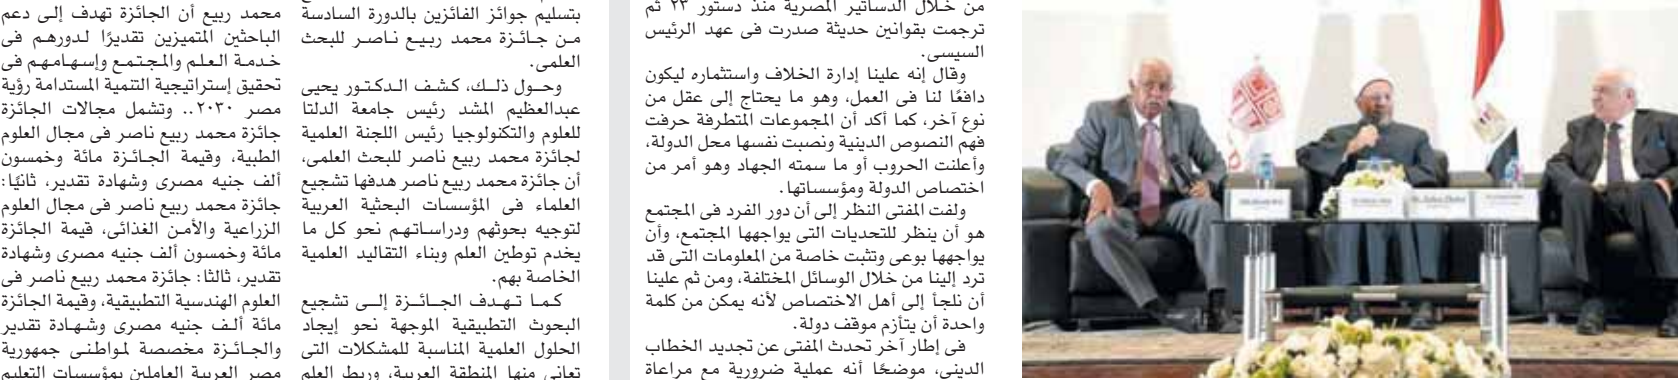 من خلال الدساتير المصرية منذ دستور ٢٣ ثم
ترجمت بقوانين حديثة صدرت فى عهد الرئيس
السيسى.
وقال إنه علينا إدارة الخلاف واستثماره ليكون
دافعًا لنا فى العمل، وهو ما يحتاج إلى عقل من
نوع آخر، كما أكد أن المجموعات المتطرفة حرفت
فهم النصوص الدينية ونصبت نفسها محل الدولة،
وأعلنت الحروب أو ما سمته الجهاد وهو أمر من
اختصاص الدولة ومؤسساتها.
ولفت المفتى النظر إلى أن دور الفرد فى المجتمع
هو أن ينظر للتحديات التى يواجهها المجتمع، وأن
يواجهها بوعى وتثبت خاصة من المعلومات التى قد
ترد إلينا من خلال الوسائل المختلفة، ومن ثم علينا
أن نلجأ إلى أهل الاختصاص لأنه يمكن من كلمة
واحدة أن يتأزم موقف دولة.
فى إطار آخر تحدث المفتى عن تجديد الخطاب
الدينى، موضحًا أنه عملية ضرورية مع مراعاة
بتسليم جوائز الفائزين بالدورة السادسة
من جائزة محمد ربيع ناصر للبحث
العلمى.
وحول ذلك، كشف الدكتور يحيى
عبدالعظيم المشد رئيس جامعة الدلتا
للعلوم والتكنولوجيا رئيس اللجنة العلمية
لجائزة محمد ربيع ناصر للبحث العلمى،
أن جائزة محمد ربيع ناصر هدفها تشجيع
العلماء فى المؤسسات البحثية العربية
لتوجيه بحوثهم ودراساتهم نحو كل ما
يخدم توطين العلم وبناء التقاليد العلمية
الخاصة بهم.
كما تهدف الجائزة إلى تشجيع
البحوث التطبيقية الموجهة نحو إيجاد
الحلول العلمية المناسبة للمشكلات التى
تعانى منها المنطقة العربية، وربط العلم
محمد ربيع أن الجائزة تهدف إلى دعم
الباحثين المتميزين تقديرًا لدورهم فى
خدمة العلم والمجتمع وإسهامهم فى
تحقيق إستراتيجية التنمية المستدامة رؤية
مصر ٢٠٣٠.. وتشمل مجالات الجائزة
جائزة محمد ربيع ناصر فى مجال العلوم
الطبية، وقيمة الجائزة مائة وخمسون
ألف جنيه مصرى وشهادة تقدير، ثانيًا:
جائزة محمد ربيع ناصر فى مجال العلوم
الزراعية والأمن الغذائى، قيمة الجائزة
مائة وخمسون ألف جنيه مصرى وشهادة
تقدير، ثالثا: جائزة محمد ربيع ناصر فى
العلوم الهندسية التطبيقية، وقيمة الجائزة
مائة ألف جنيه مصرى وشهادة تقدير
والجائزة مخصصة لمواطنى جمهورية
مصر العربية العاملين بمؤسسات التعليم